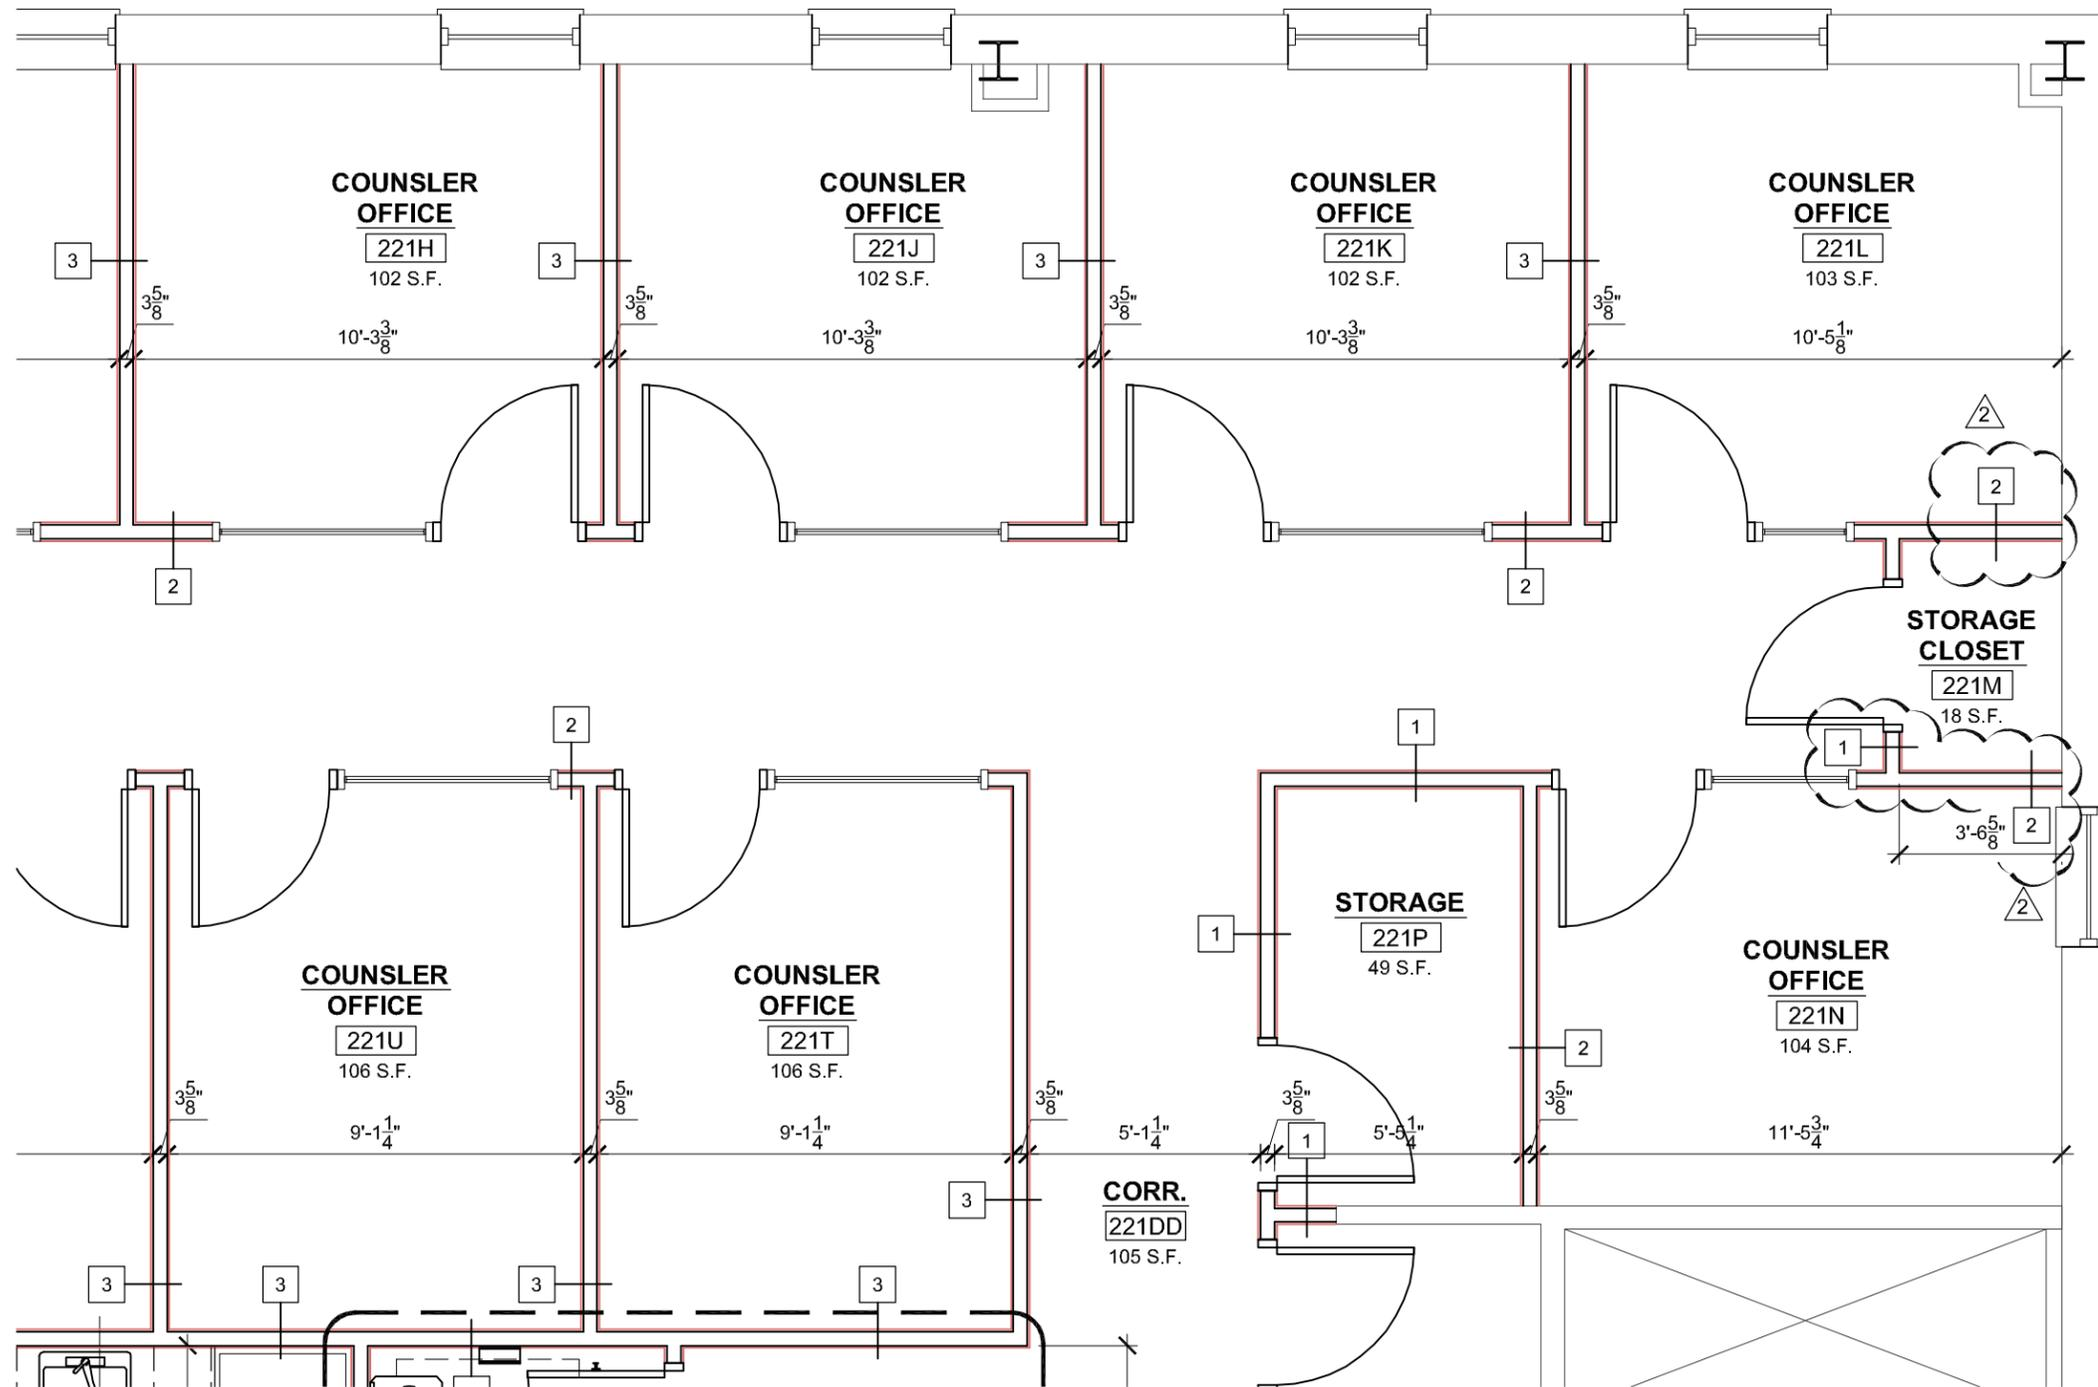 COUNSLER
OFFICE
221H
102 S.F.
COUNSLER
OFFICE
221J
102 S.F.
COUNSLER
OFFICE
221K
102 S.F.
COUNSLER
OFFICE
221L
103 S.F.
3
3
3
3
3 5/8"
3 5/8"
3 5/8"
3 5/8"
10'-3 3/8"
10'-3 3/8"
10'-3 3/8"
10'-5 1/8"
2
2
2
2
STORAGE
CLOSET
221M
18 S.F.
2
1
1
3'-6 5/8"
2
2
STORAGE
221P
49 S.F.
1
COUNSLER
OFFICE
221N
104 S.F.
COUNSLER
OFFICE
221U
106 S.F.
COUNSLER
OFFICE
221T
106 S.F.
2
3 5/8"
3 5/8"
3 5/8"
3 5/8"
3 5/8"
9'-1 1/4"
9'-1 1/4"
5'-1 1/4"
1
5'-5 1/4"
11'-5 3/4"
3
CORR.
221DD
105 S.F.
3
3
3
3